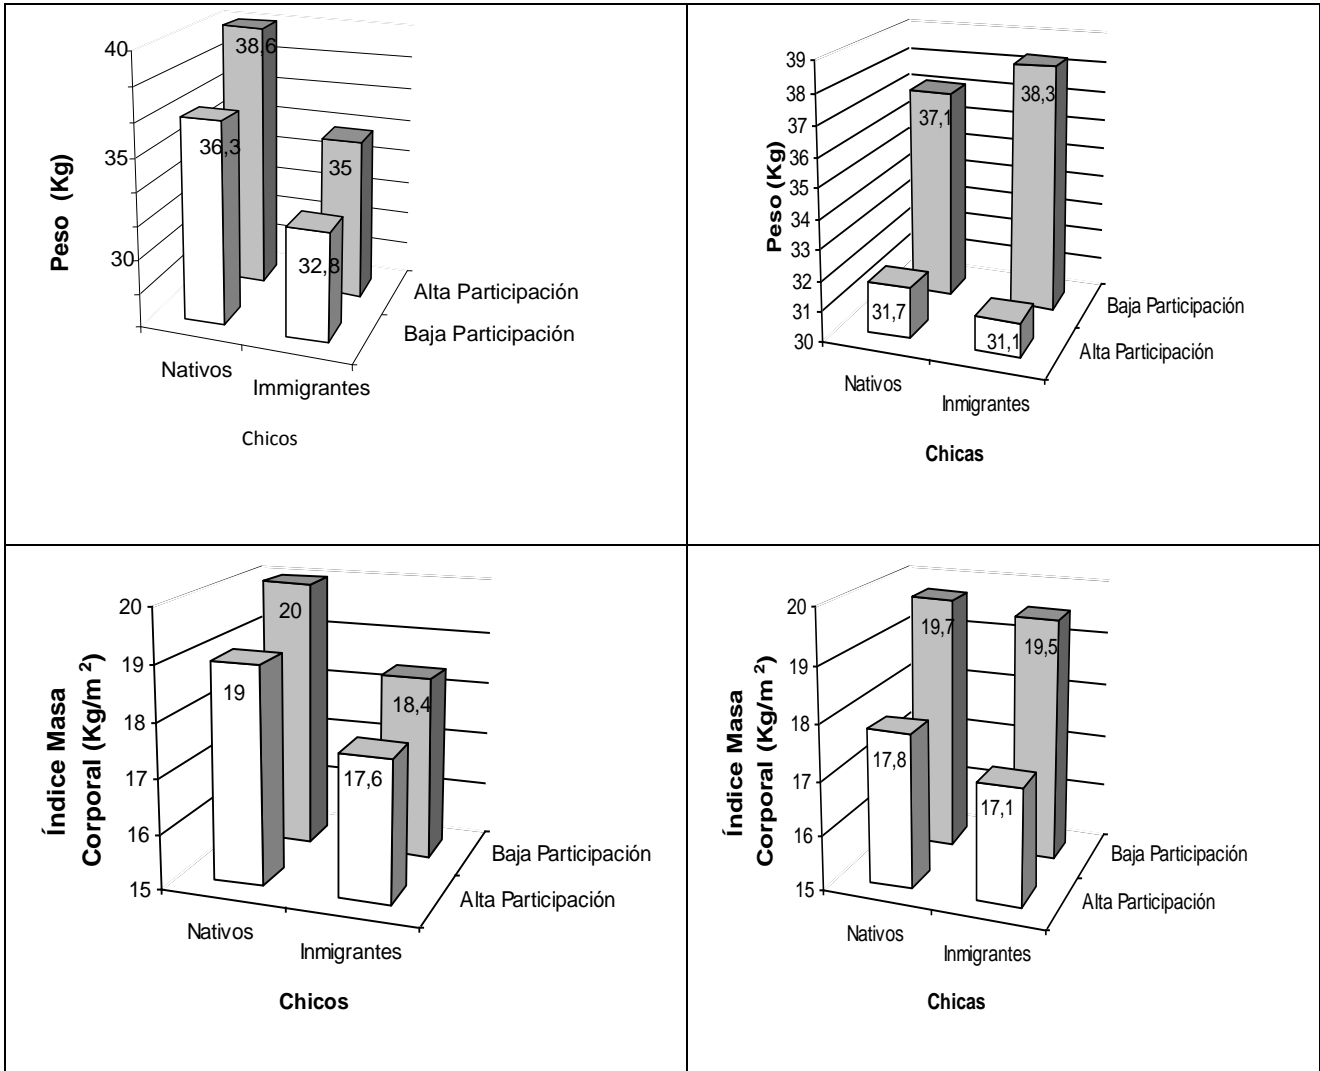 40
35
30
Peso (Kg)
38,6
36,3
35
32,8
Alta Participación
Baja Participación
Nativos
Immigrantes
Chicos
39
38
37
36
35
34
33
32
31
30
Peso (Kg)
37,1
38,3
31,7
31,1
Baja Participación
Alta Participación
Nativos
Inmigrantes
Chicas
20
19
18
17
16
15
Índice Masa
Corporal (Kg/m ²)
20
19
18,4
17,6
Baja Participación
Alta Participación
Nativos
Inmigrantes
Chicos
20
19
18
17
16
15
Índice Masa
Corporal (Kg/m ²)
19,7
19,5
17,8
17,1
Baja Participación
Alta Participación
Nativos
Inmigrantes
Chicas